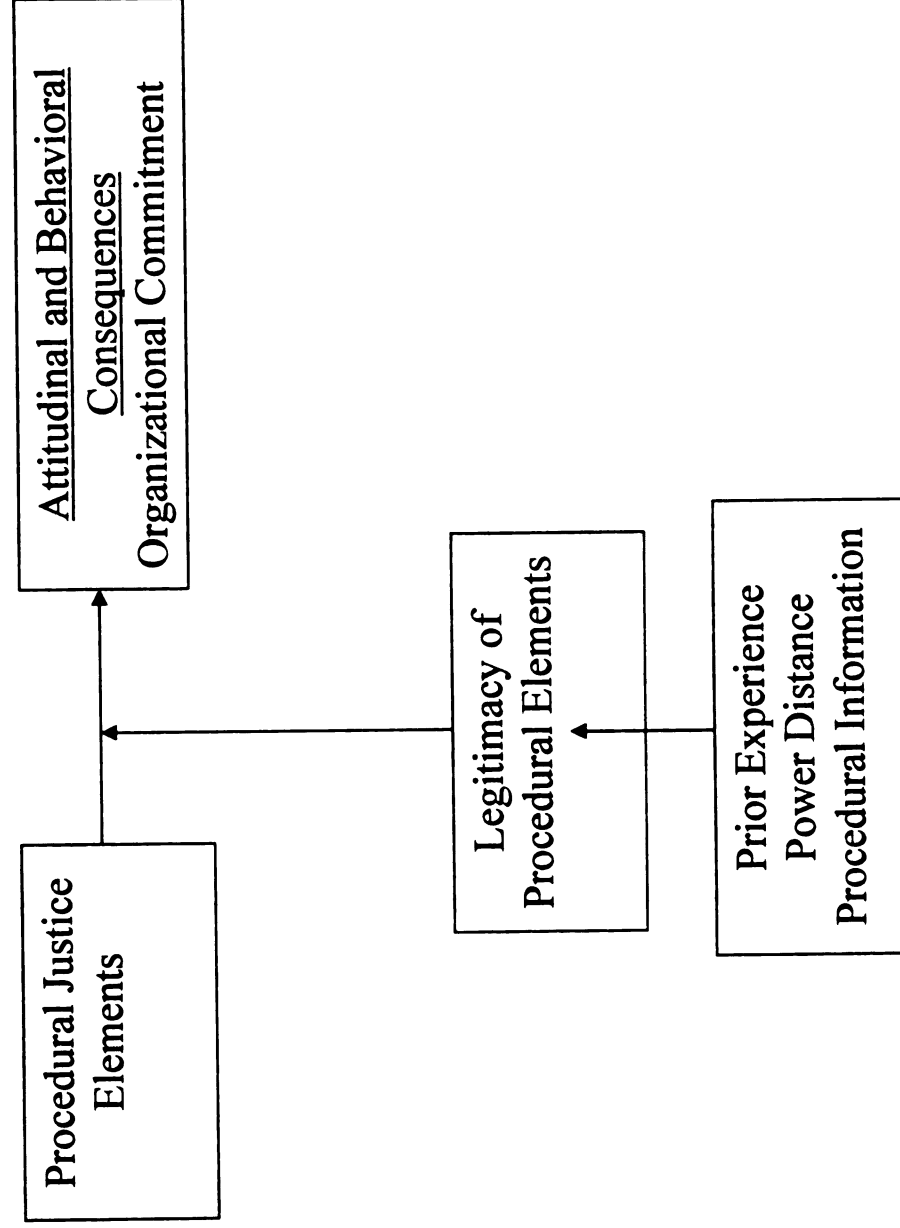 Procedural Justice
Elements
Attitudinal and Behavioral
Consequences
Organizational Commitment
Legitimacy of
Procedural Elements
Prior Experience
Power Distance
Procedural Information